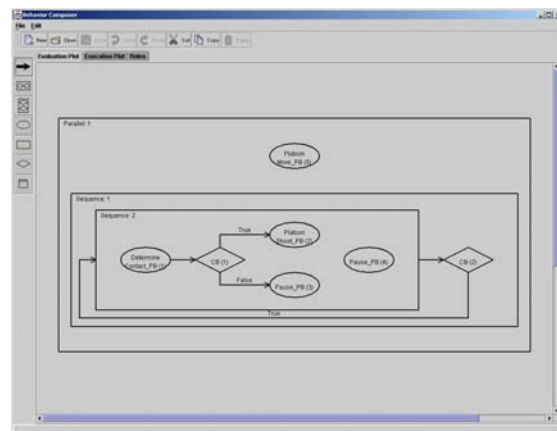 Behavior Composer
File Edit
New Open Cut Copy
Evaluation Plot Execution Plot Rules
Parallel: 1
Platoon
Move_PB (5)
Sequence: 1
Sequence: 2
True
Platoon
Shoot_PB (2)
Determine
Contact_PB (1)
CB (1)
Pause_PB (4)
CB (2)
False
Pause_PB (3)
True